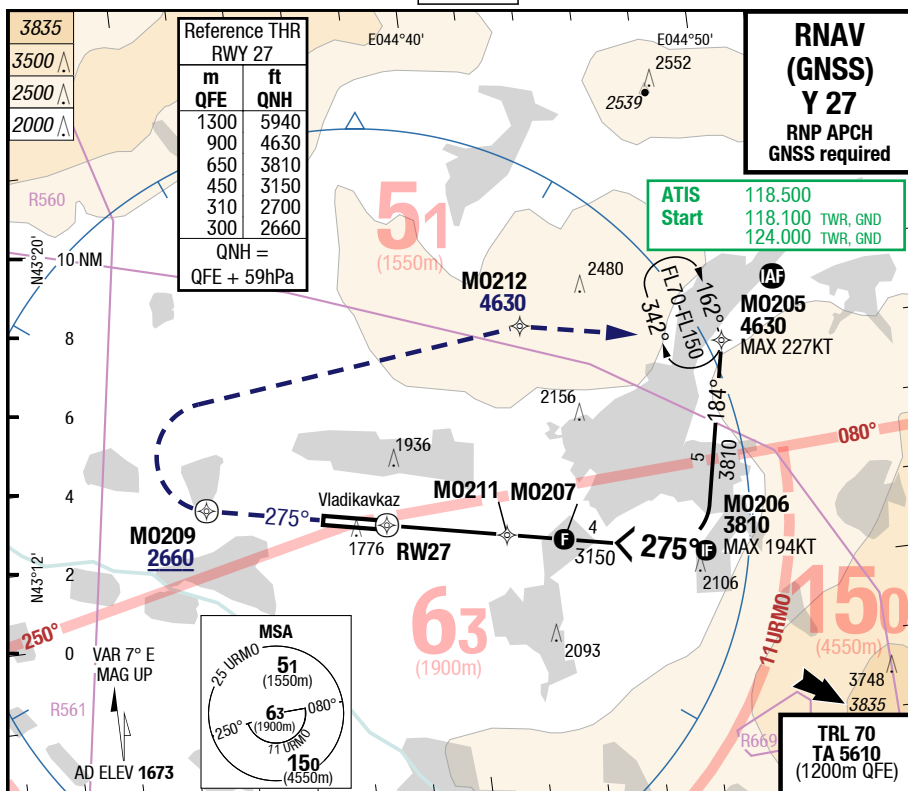 3835
3500
2500
2000
Reference THR
RWY 27
m ft
QFE QNH
1300 5940
900 4630
650 3810
450 3150
310 2700
300 2660
QNH =
QFE + 59hPa
E044°40'
E044°50'
2552
2539
RNAV
(GNSS)
Y 27
RNP APCH
GNSS required
ATIS 118.500
Start 118.100 TWR, GND
124.000 TWR, GND
R560
51
(1550m)
N43°20'
10 NM
8
6
4
2
0
N43°12'
MO212
4630
2480
FL70-FL150
162°
342°
IAF
MO205
4630
MAX 227KT
184°
5
3810
080°
2156
1936
Vladikavkaz
MO211
MO207
MO206
3810
MAX 194KT
IF
2106
275°
MO209
2660
275°
1776
RW27
F
4
3150
250°
63
(1900m)
2093
11 URMO
150
(4550m)
3748
3835
VAR 7° E
MAG UP
R561
AD ELEV 1673
MSA
25 URMO
51
(1550m)
63
(1900m)
250°
080°
11 URMO
150
(4550m)
R669
TRL 70
TA 5610
(1200m QFE)